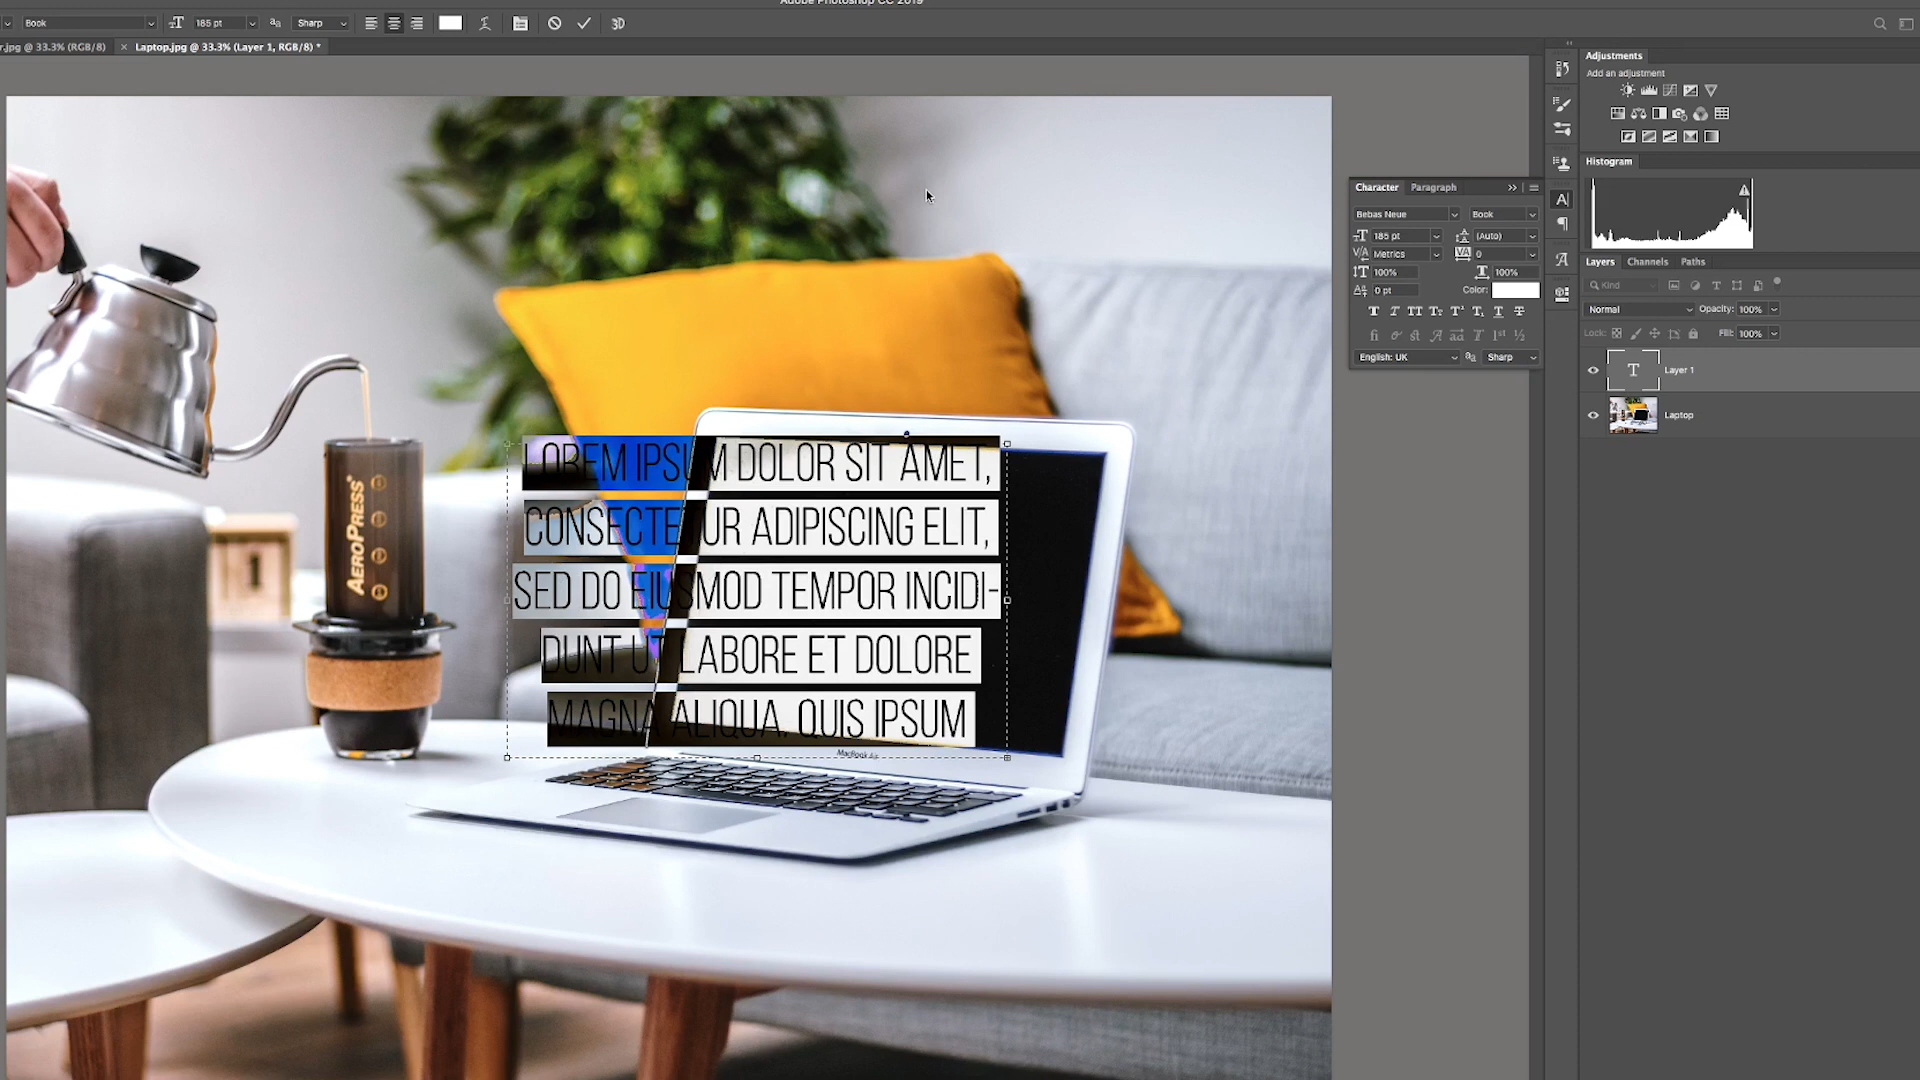 Adobe Photoshop CC 2019
Book
185 pt
Sharp
3D
r.jpg @ 33.3% (RGB/8)
× Laptop.jpg @ 33.3% (Layer 1, RGB/8) *
Adjustments
Add an adjustment
Histogram
Character
Paragraph
Bebas Neue
Book
185 pt
(Auto)
Metrics
0
100%
100%
0 pt
Color:
English: UK
Sharp
Layers
Channels
Paths
Kind
Normal
Opacity: 100%
Lock:
Fill: 100%
Layer 1
Laptop
AEROPRESS
LOREM IPSUM DOLOR SIT AMET,
CONSECTETUR ADIPISCING ELIT,
SED DO EIUSMOD TEMPOR INCIDI-
DUNT UT LABORE ET DOLORE
MAGNA ALIQUA. QUIS IPSUM
MacBook Air